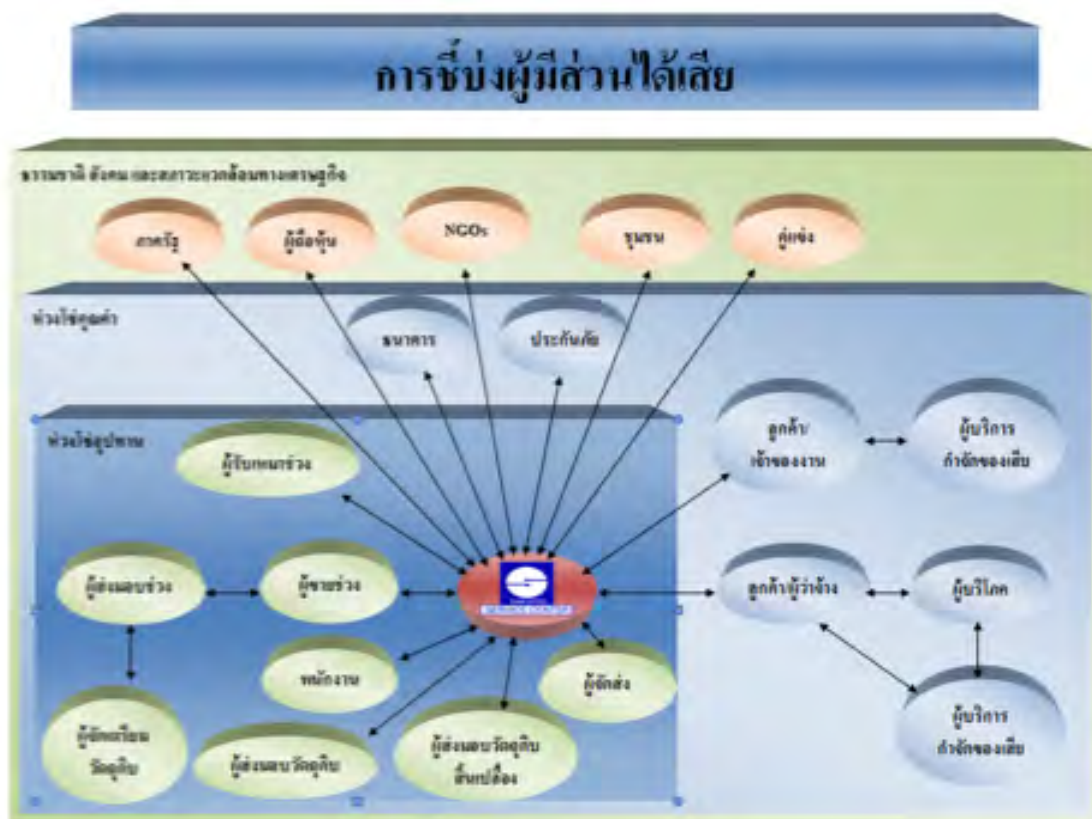 การชี้บ่งผู้มีส่วนได้เสีย
ธรรมชาติ สังคม และสภาวะแวดล้อมทางเศรษฐกิจ
ภาครัฐ
ผู้ถือหุ้น
NGOs
ชุมชน
คู่แข่ง
ห่วงโซ่คุณค่า
ธนาคาร
ประกันภัย
ห่วงโซ่อุปทาน
ผู้รับเหมาช่วง
ลูกค้า/
เจ้าของงาน
ผู้บริการ
กำจัดของเสีย
ผู้ส่งมอบช่วง
ผู้ขายช่วง
SERVICE CENTER
ลูกค้า/ผู้ว่าจ้าง
ผู้บริโภค
พนักงาน
ผู้จัดส่ง
ผู้จัดเตรียม
วัตถุดิบ
ผู้ส่งมอบวัตถุดิบ
ผู้ส่งมอบวัตถุดิบ
สิ้นเปลือง
ผู้บริการ
กำจัดของเสีย